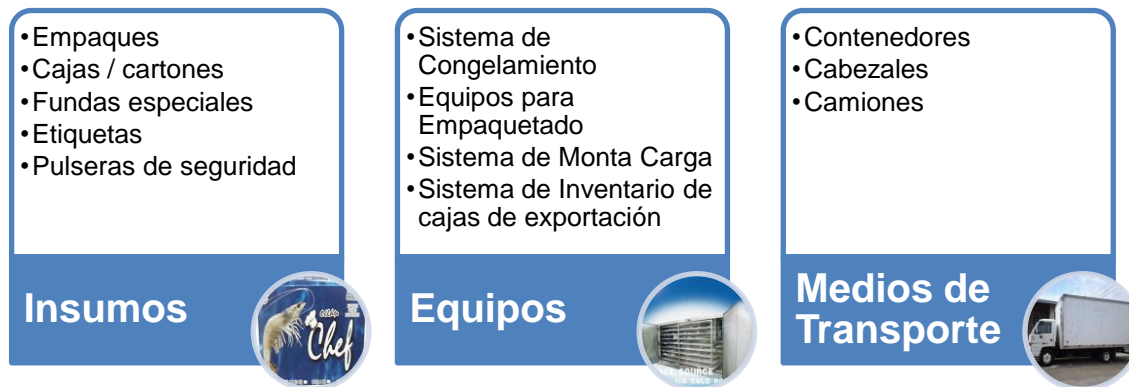 •Empaques
•Cajas / cartones
•Fundas especiales
•Etiquetas
•Pulseras de seguridad
Insumos
Chef
•Sistema de
Congelamiento
•Equipos para
Empaquetado
•Sistema de Monta Carga
•Sistema de Inventario de
cajas de exportación
Equipos
•Contenedores
•Cabezales
•Camiones
Medios de
Transporte